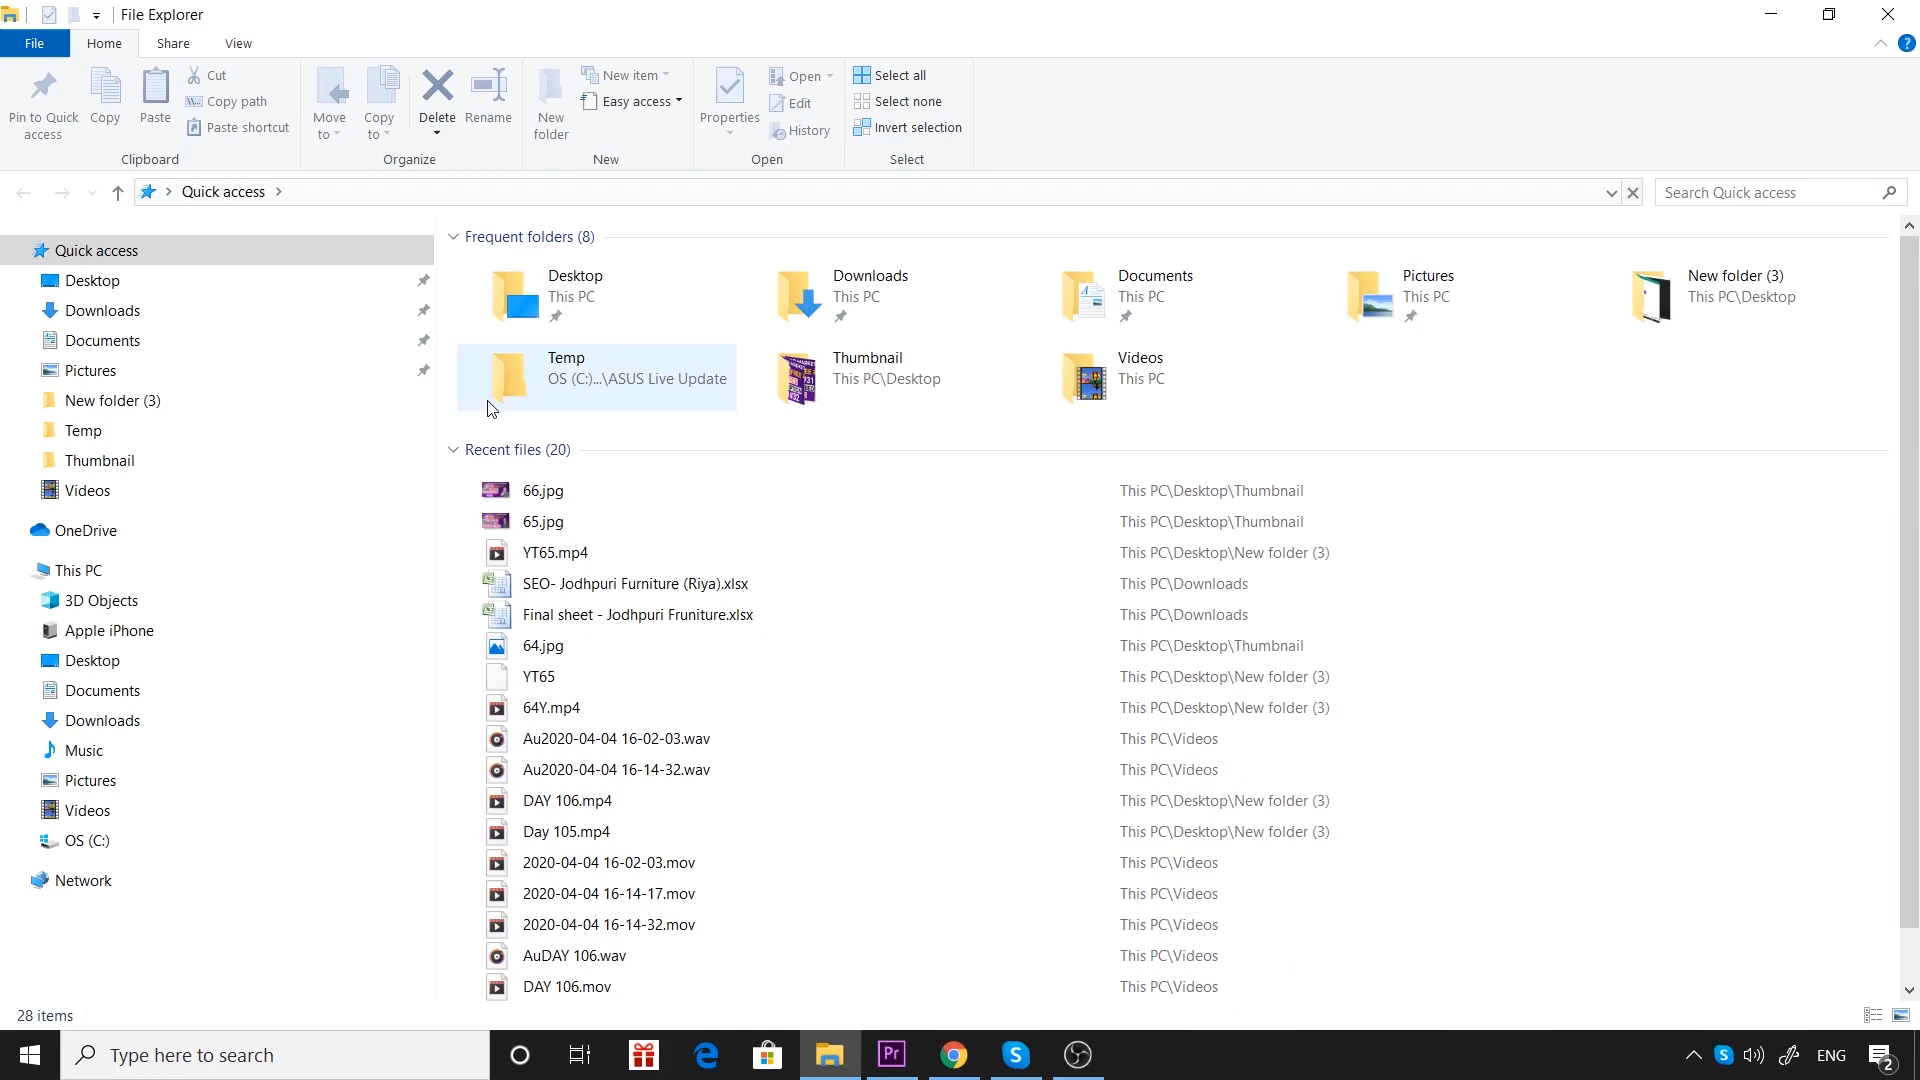 File Explorer
File Home Share View
Pin to Quick access Copy Paste Cut Copy path Paste shortcut
Clipboard
Move to Copy to Delete Rename
Organize
New folder New item Easy access
New
Properties Open Edit History
Open
Select all Select none Invert selection
Select
Quick access
Search Quick access
Quick access
Desktop
Downloads
Documents
Pictures
New folder (3)
Temp
Thumbnail
Videos
OneDrive
This PC
3D Objects
Apple iPhone
Desktop
Documents
Downloads
Music
Pictures
Videos
OS (C:)
Network
Frequent folders (8)
Desktop
This PC
Downloads
This PC
Documents
This PC
Pictures
This PC
New folder (3)
This PC\Desktop
Temp
OS (C:)...\ASUS Live Update
Thumbnail
This PC\Desktop
Videos
This PC
Recent files (20)
66.jpg This PC\Desktop\Thumbnail
65.jpg This PC\Desktop\Thumbnail
YT65.mp4 This PC\Desktop\New folder (3)
SEO- Jodhpuri Furniture (Riya).xlsx This PC\Downloads
Final sheet - Jodhpuri Fruniture.xlsx This PC\Downloads
64.jpg This PC\Desktop\Thumbnail
YT65 This PC\Desktop\New folder (3)
64Y.mp4 This PC\Desktop\New folder (3)
Au2020-04-04 16-02-03.wav This PC\Videos
Au2020-04-04 16-14-32.wav This PC\Videos
DAY 106.mp4 This PC\Desktop\New folder (3)
Day 105.mp4 This PC\Desktop\New folder (3)
2020-04-04 16-02-03.mov This PC\Videos
2020-04-04 16-14-17.mov This PC\Videos
2020-04-04 16-14-32.mov This PC\Videos
AuDAY 106.wav This PC\Videos
DAY 106.mov This PC\Videos
28 items
Type here to search
Pr
S
S
ENG
2